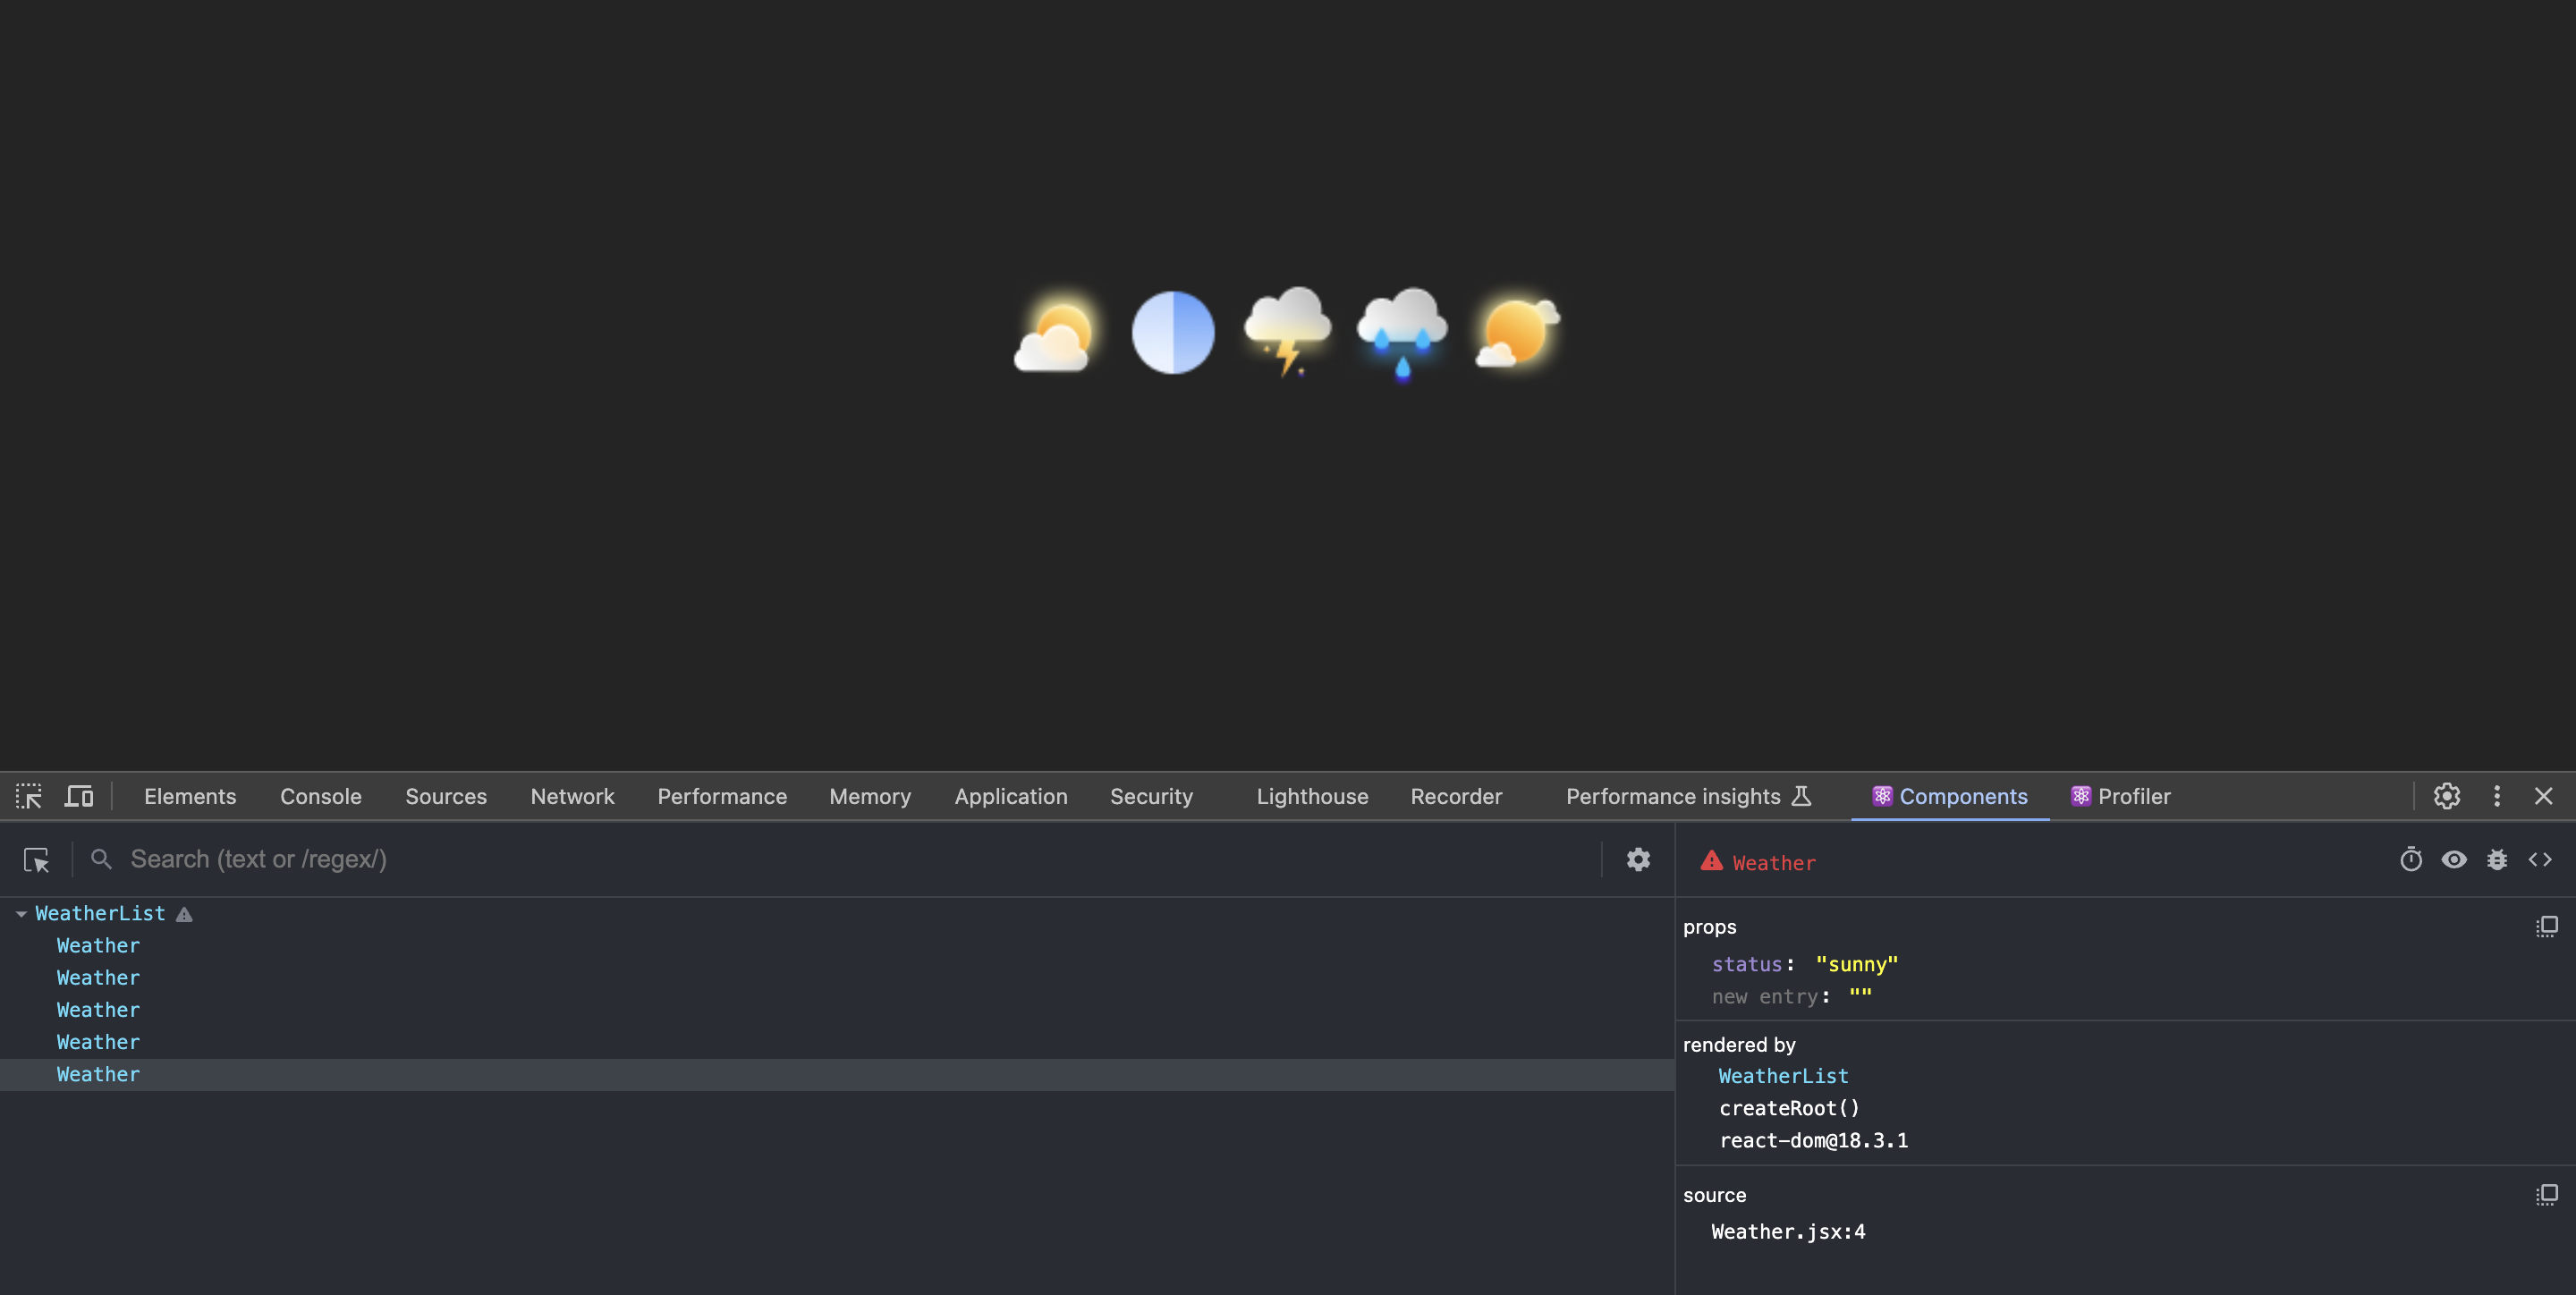 Elements Console Sources Network Performance Memory Application Security Lighthouse Recorder Performance insights Components Profiler
Search (text or /regex/)
WeatherList
Weather
Weather
Weather
Weather
Weather
Weather
props
status: "sunny"
new entry: ""
rendered by
WeatherList
createRoot()
react-dom@18.3.1
source
Weather.jsx:4